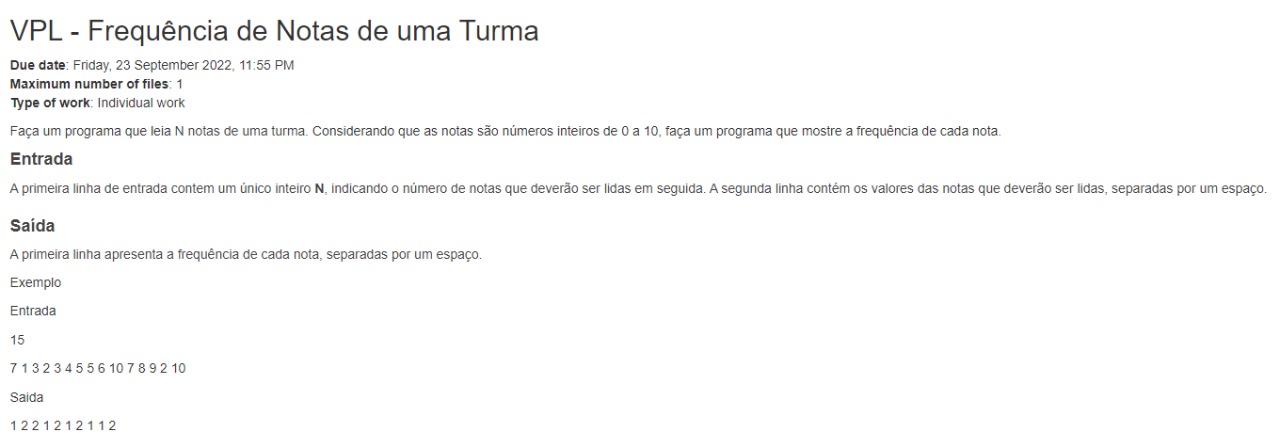 VPL - Frequência de Notas de uma Turma
Due date: Friday, 23 September 2022, 11:55 PM
Maximum number of files: 1
Type of work: Individual work
Faça um programa que leia N notas de uma turma. Considerando que as notas são números inteiros de 0 a 10, faça um programa que mostre a frequência de cada nota.
Entrada
A primeira linha de entrada contem um único inteiro N, indicando o número de notas que deverão ser lidas em seguida. A segunda linha contém os valores das notas que deverão ser lidas, separadas por um espaço.
Saída
A primeira linha apresenta a frequência de cada nota, separadas por um espaço.
Exemplo
Entrada
15
7 1 3 2 3 4 5 5 6 10 7 8 9 2 10
Saida
1 2 2 1 2 1 2 1 1 2